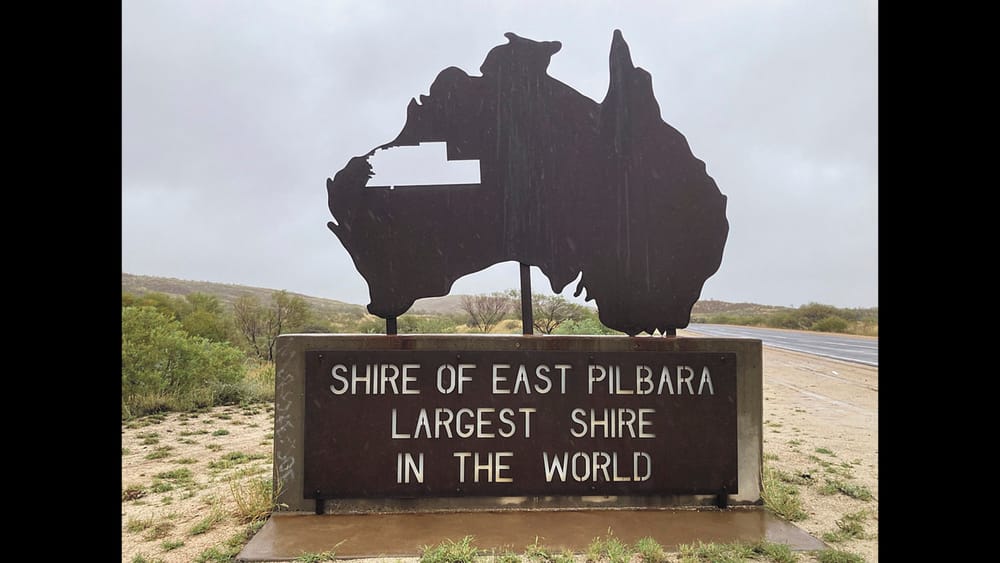 SHIRE OF EAST PILBARA
LARGEST SHIRE
IN THE WORLD